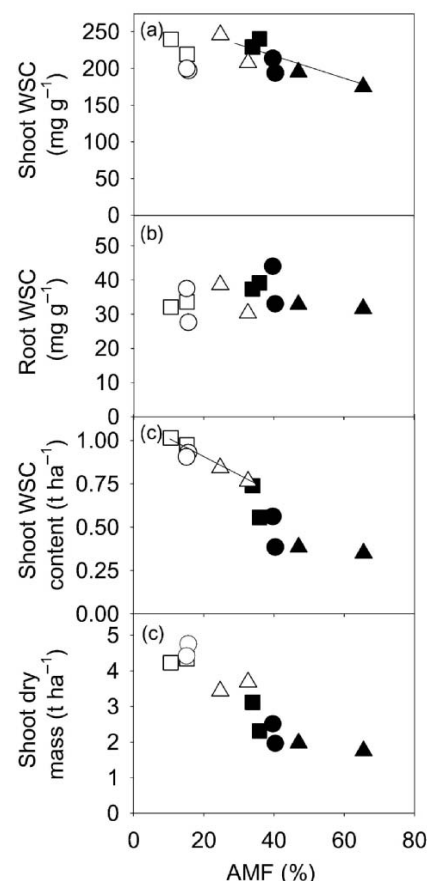 (a)
Shoot WSC
(mg g⁻¹)
250
200
150
100
50
0
(b)
Root WSC
(mg g⁻¹)
50
40
30
20
10
0
(c)
Shoot WSC
content (t ha⁻¹)
1.00
0.75
0.50
0.25
0.00
(c)
Shoot dry
mass (t ha⁻¹)
5
4
3
2
1
0
0 20 40 60 80
AMF (%)